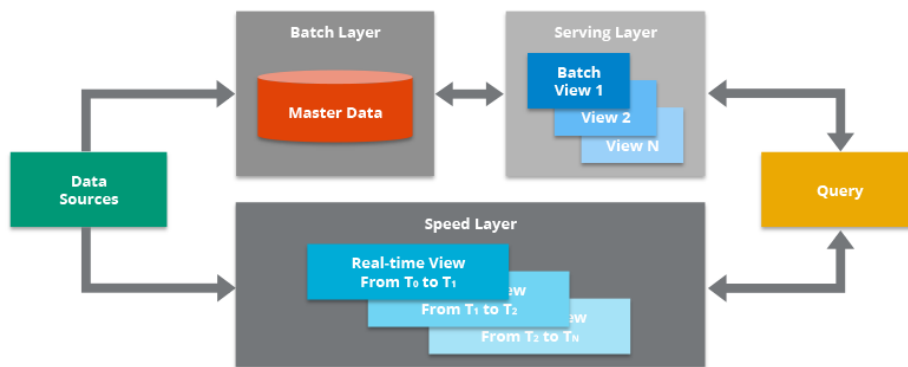 Batch Layer
Master Data
Serving Layer
Batch
View 1
View 2
View N
Data
Sources
Query
Speed Layer
Real-time View
From T₀ to T₁
From T₁ to T₂
From T₂ to Tₙ